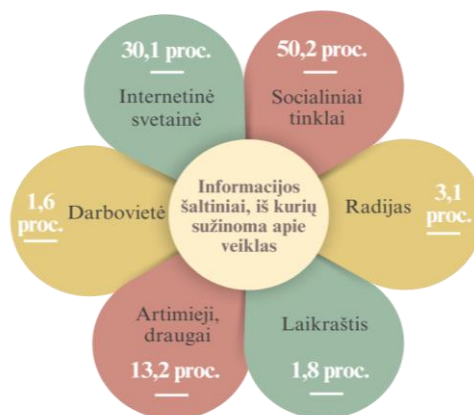 30,1 proc.
Internetinė
svetainė
50,2 proc.
Socialiniai
tinklai
1,6
proc.
Darbovietė
Informacijos
šaltiniai, iš kurių
sužinoma apie
veiklas
Radijas
3,1
proc.
Artimieji,
draugai
13,2 proc.
Laikraštis
1,8 proc.